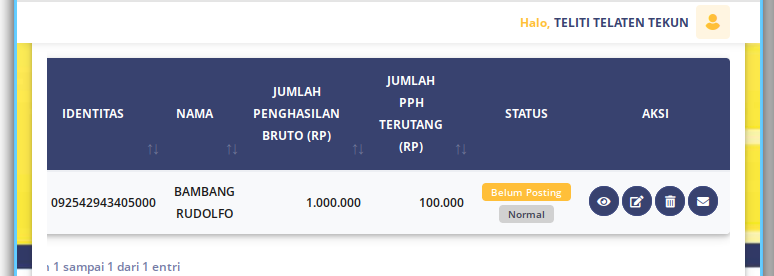 Halo, TELITI TELATEN TEKUN
IDENTITAS
NAMA
JUMLAH
PENGHASILAN
BRUTO (RP)
JUMLAH
PPH
TERUTANG
(RP)
STATUS
AKSI
092542943405000
BAMBANG
RUDOLFO
1.000.000
100.000
Belum Posting
Normal
1 sampai 1 dari 1 entri